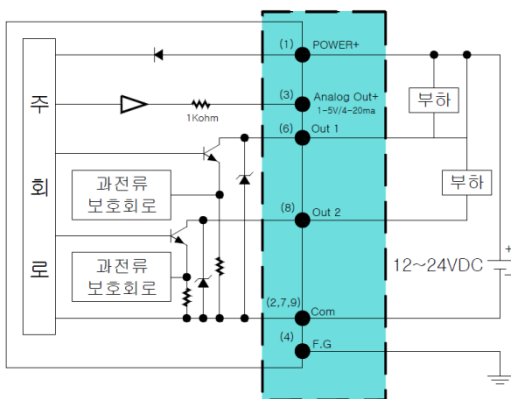 주
회
로
(1) POWER+
(3) Analog Out+
1-5V/4-20ma
1Kohm
(6) Out 1
과전류
보호회로
(8) Out 2
과전류
보호회로
(2,7,9) Com
(4) F.G
부하
부하
12~24VDC
+
-